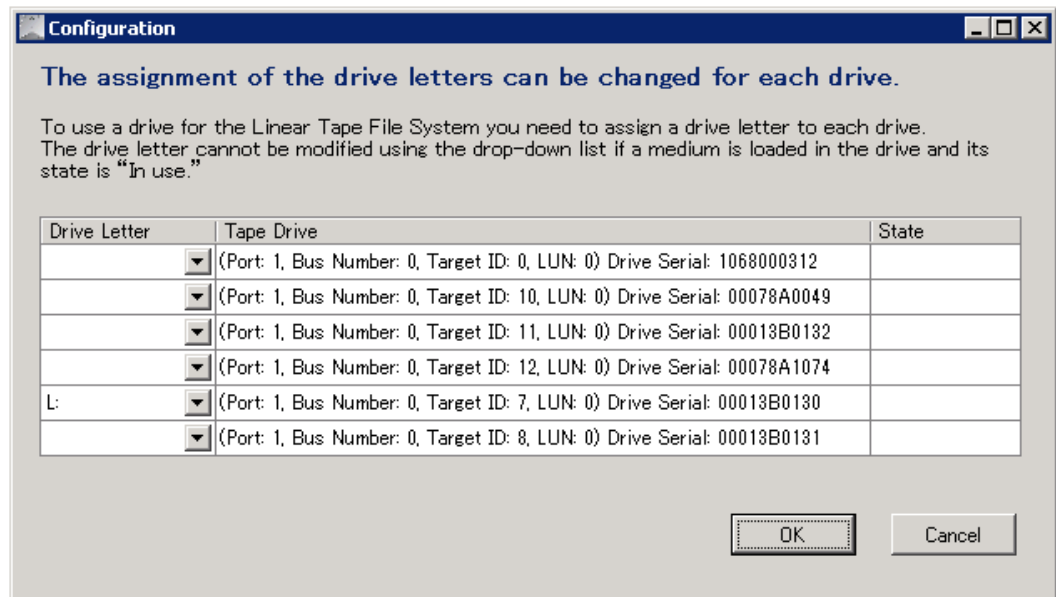 Configuration
The assignment of the drive letters can be changed for each drive.
To use a drive for the Linear Tape File System you need to assign a drive letter to each drive.
The drive letter cannot be modified using the drop-down list if a medium is loaded in the drive and its
state is “In use.”
Drive Letter Tape Drive State
(Port: 1, Bus Number: 0, Target ID: 0, LUN: 0) Drive Serial: 1068000312
(Port: 1, Bus Number: 0, Target ID: 10, LUN: 0) Drive Serial: 00078A0049
(Port: 1, Bus Number: 0, Target ID: 11, LUN: 0) Drive Serial: 00013B0132
(Port: 1, Bus Number: 0, Target ID: 12, LUN: 0) Drive Serial: 00078A1074
L: (Port: 1, Bus Number: 0, Target ID: 7, LUN: 0) Drive Serial: 00013B0130
(Port: 1, Bus Number: 0, Target ID: 8, LUN: 0) Drive Serial: 00013B0131
OK Cancel